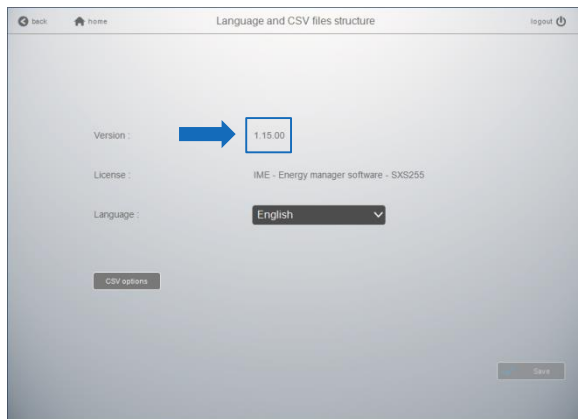 back home Language and CSV files structure logout
Version : 1.15.00
License : IME - Energy manager software - SXS255
Language : English
CSV options
Save